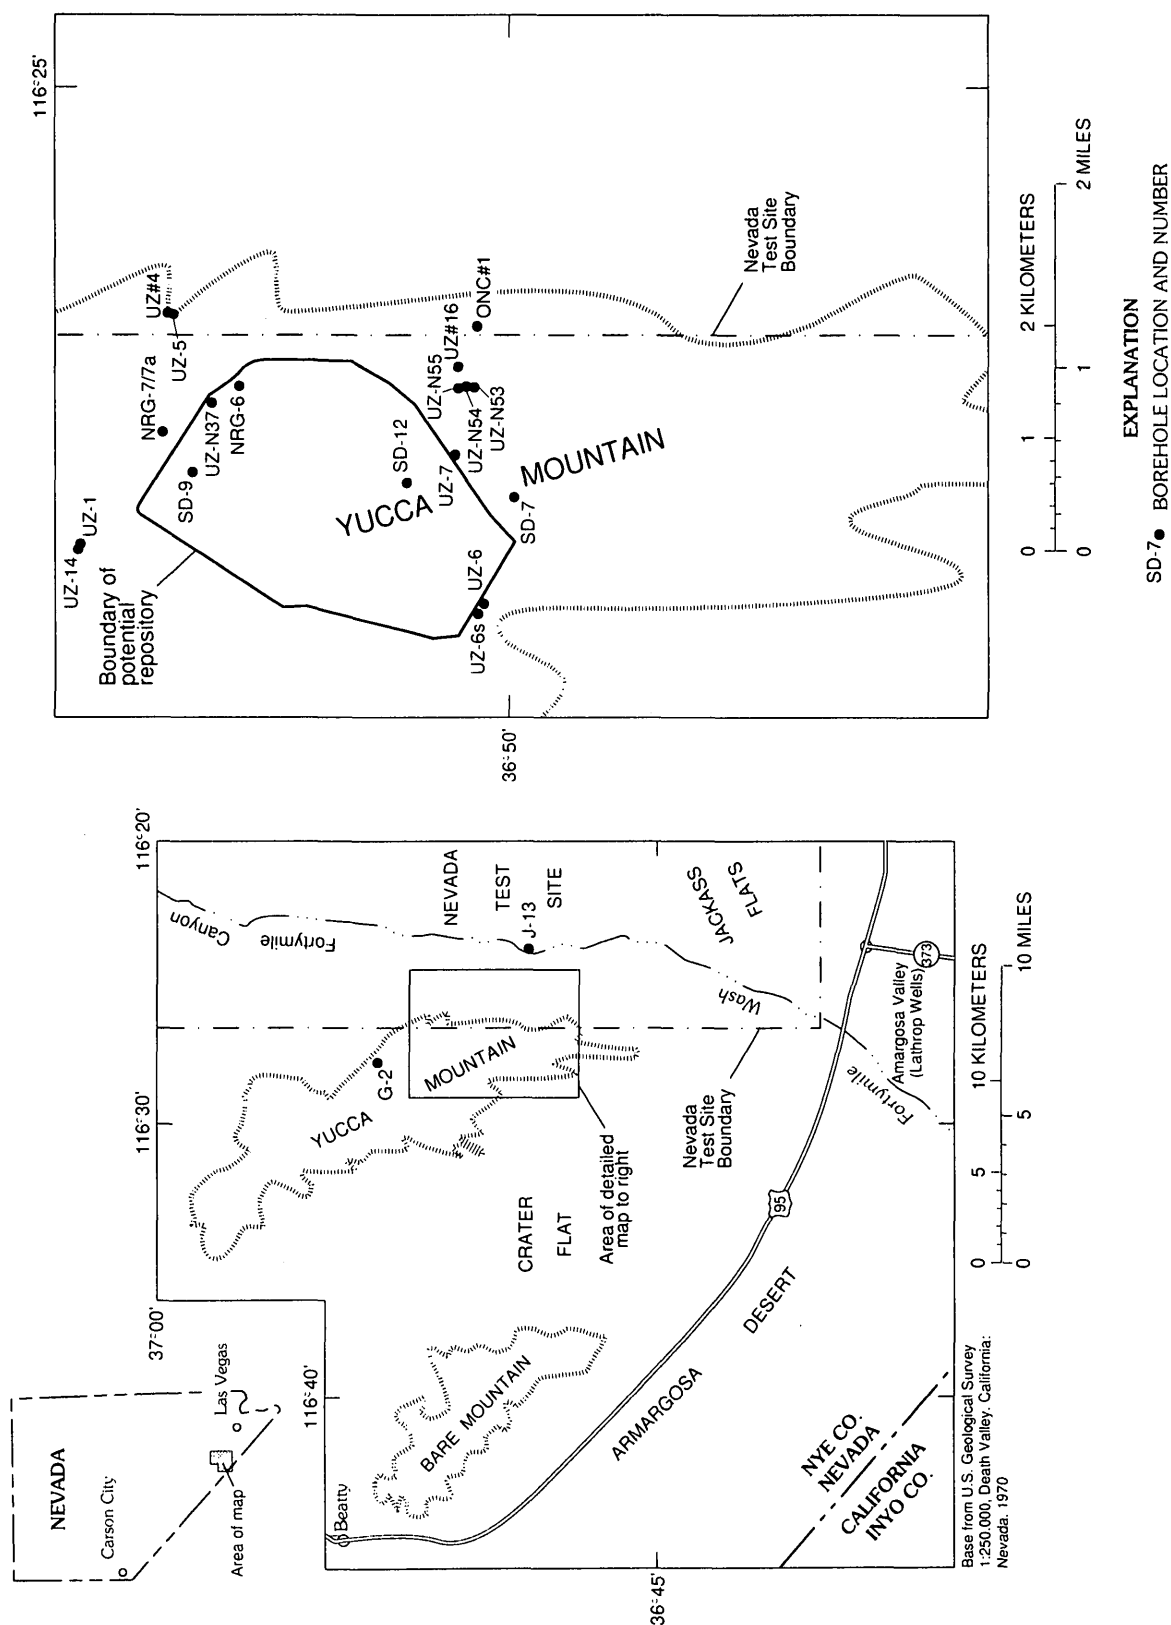 NEVADA
Carson City
Las Vegas
Area of map
37°00'
116°40'
116°30'
116°20'
36°45'
Beatty
BARE MOUNTAIN
CRATER
FLAT
YUCCA
MOUNTAIN
G-2
Fortymile
Canyon
NEVADA
TEST
SITE
J-13
JACKASS
FLATS
Wash
Area of detailed
map to right
Nevada
Test Site
Boundary
ARMARGOSA
DESERT
95
Fortymile
Amargosa Valley
(Lathrop Wells)
373
NYE CO.
NEVADA
CALIFORNIA
INYO CO.
Base from U.S. Geological Survey
1:250.000, Death Valley. California:
Nevada. 1970
0 5 10 KILOMETERS
0 5 10 MILES
116°25'
36°50'
UZ-14
UZ-1
Boundary of
potential
repository
NRG-7/7a
UZ#4
UZ-5
SD-9
UZ-N37
NRG-6
YUCCA
MOUNTAIN
SD-12
UZ-7
UZ-N55
UZ#16
UZ-N54
UZ-N53
ONC#1
UZ-6
UZ-6s
SD-7
Nevada
Test Site
Boundary
0 1 2 KILOMETERS
0 1 2 MILES
EXPLANATION
SD-7 BOREHOLE LOCATION AND NUMBER